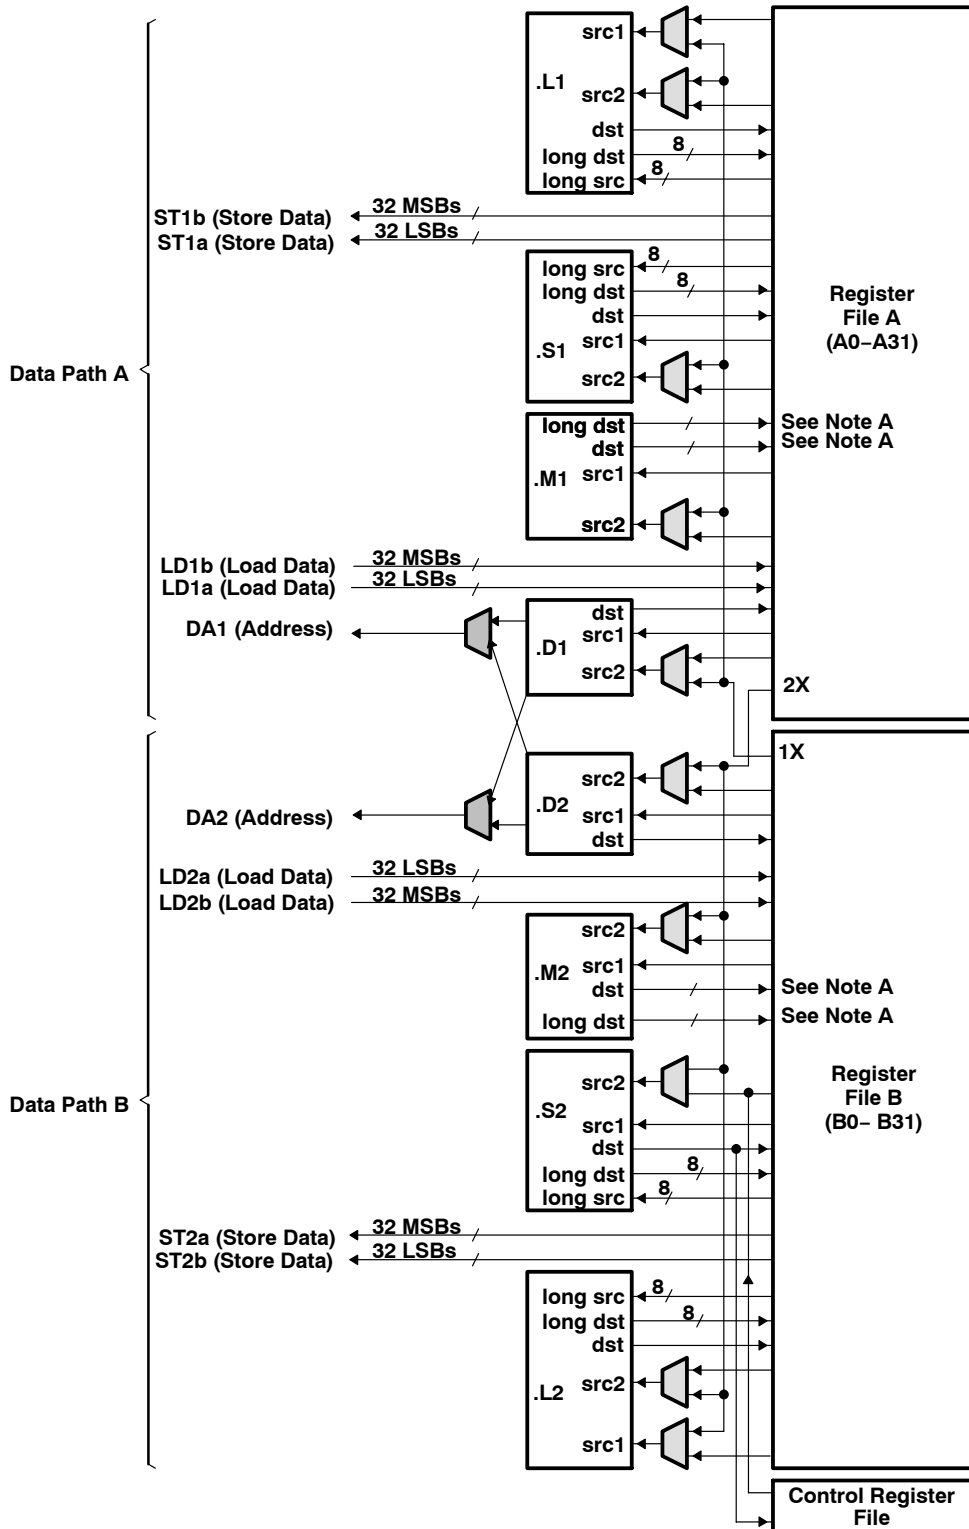 src1
.L1
src2
dst
long dst
8
long src
8
32 MSBs
ST1b (Store Data)
32 LSBs
ST1a (Store Data)
long src
8
long dst
8
dst
.S1
src1
src2
Register
File A
(A0–A31)
Data Path A
long dst
See Note A
dst
See Note A
.M1
src1
src2
32 MSBs
LD1b (Load Data)
32 LSBs
LD1a (Load Data)
DA1 (Address)
dst
src1
.D1
src2
2X
1X
src2
.D2
src1
dst
DA2 (Address)
32 LSBs
LD2a (Load Data)
32 MSBs
LD2b (Load Data)
src2
.M2
src1
dst
See Note A
long dst
See Note A
src2
.S2
src1
dst
long dst
8
long src
8
Register
File B
(B0– B31)
Data Path B
32 MSBs
ST2a (Store Data)
32 LSBs
ST2b (Store Data)
long src
8
long dst
8
dst
.L2
src2
src1
Control Register
File